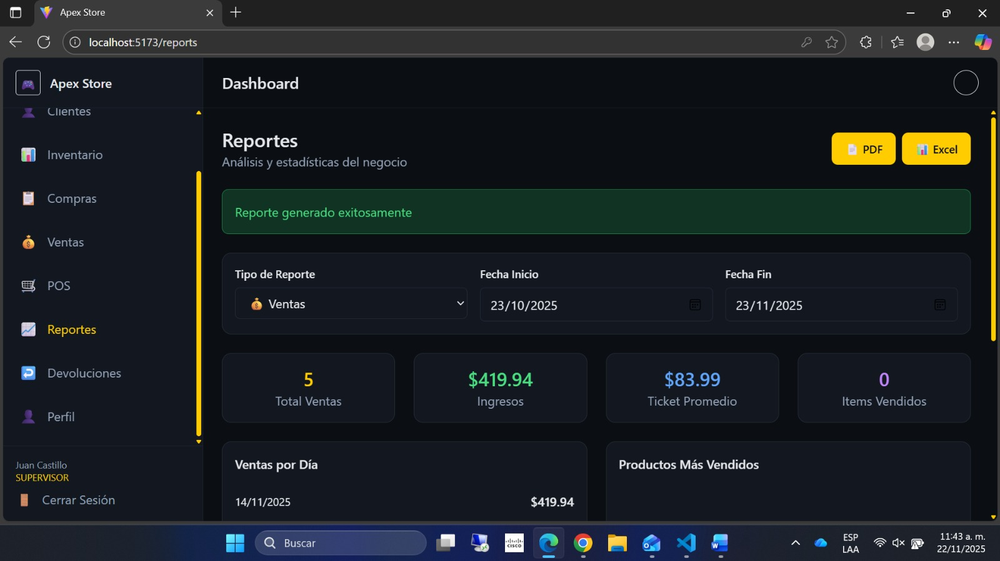 Apex Store
localhost:5173/reports
Apex Store
Dashboard
Clientes
Inventario
Compras
Ventas
POS
Reportes
Devoluciones
Perfil
Juan Castillo
SUPERVISOR
Cerrar Sesión
Reportes
Análisis y estadísticas del negocio
PDF
Excel
Reporte generado exitosamente
Tipo de Reporte
Ventas
Fecha Inicio
23/10/2025
Fecha Fin
23/11/2025
5
Total Ventas
$419.94
Ingresos
$83.99
Ticket Promedio
0
Items Vendidos
Ventas por Día
14/11/2025 $419.94
Productos Más Vendidos
Buscar
CISCO
ESP
LAA
11:43 a. m.
22/11/2025